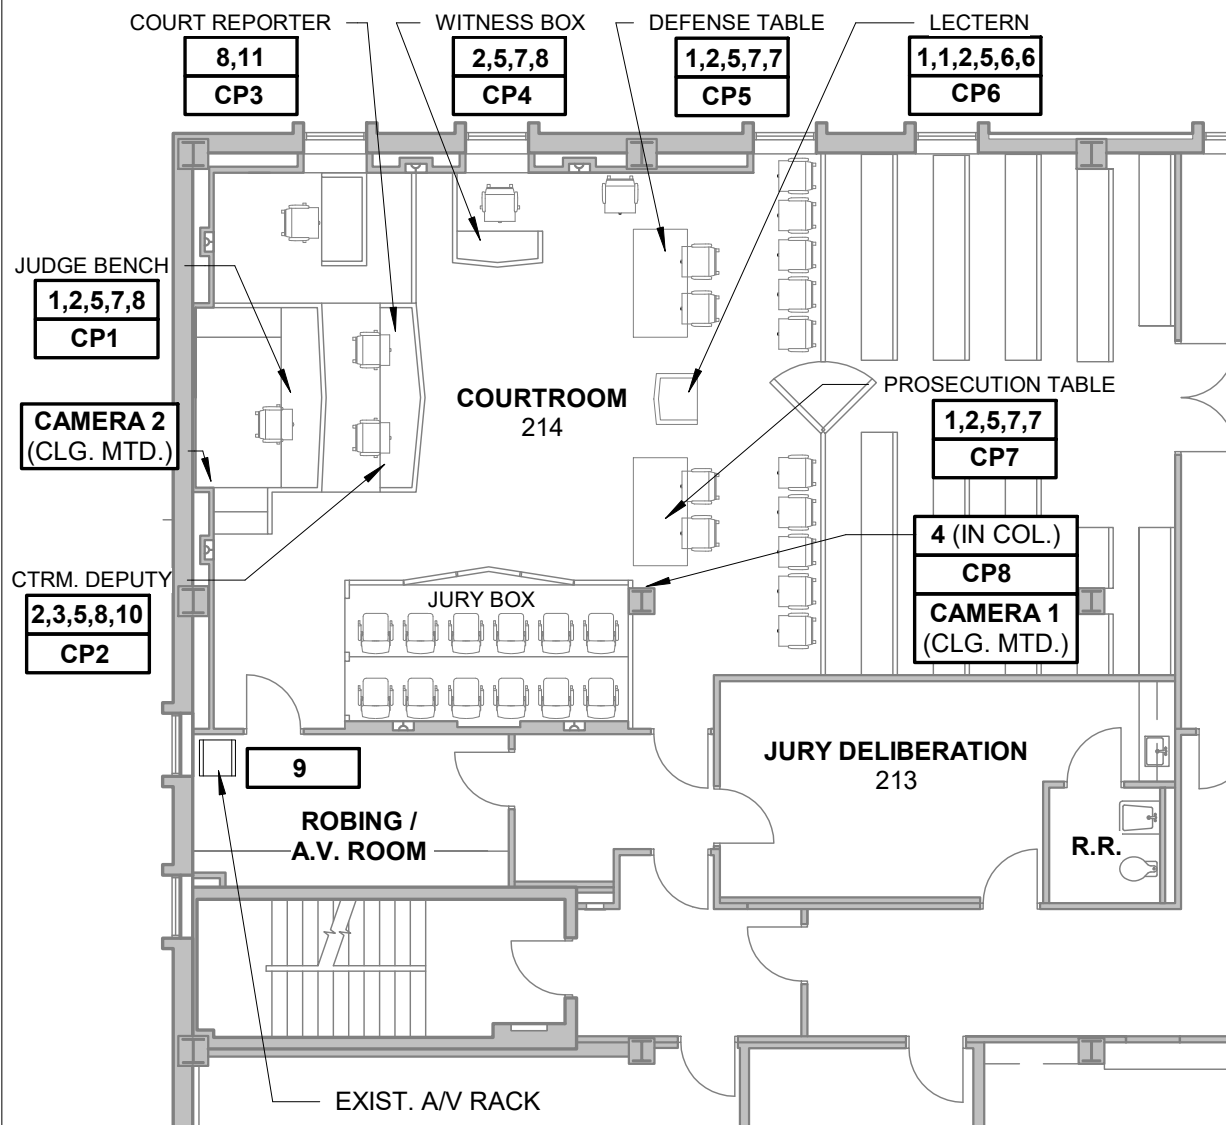 COURT REPORTER
8,11
CP3
WITNESS BOX
2,5,7,8
CP4
DEFENSE TABLE
1,2,5,7,7
CP5
LECTERN
1,1,2,5,6,6
CP6
JUDGE BENCH
1,2,5,7,8
CP1
CAMERA 2
(CLG. MTD.)
COURTROOM
214
PROSECUTION TABLE
1,2,5,7,7
CP7
4 (IN COL.)
CP8
CAMERA 1
(CLG. MTD.)
CTRM. DEPUTY
2,3,5,8,10
CP2
JURY BOX
9
ROBING /
A.V. ROOM
JURY DELIBERATION
213
R.R.
EXIST. A/V RACK